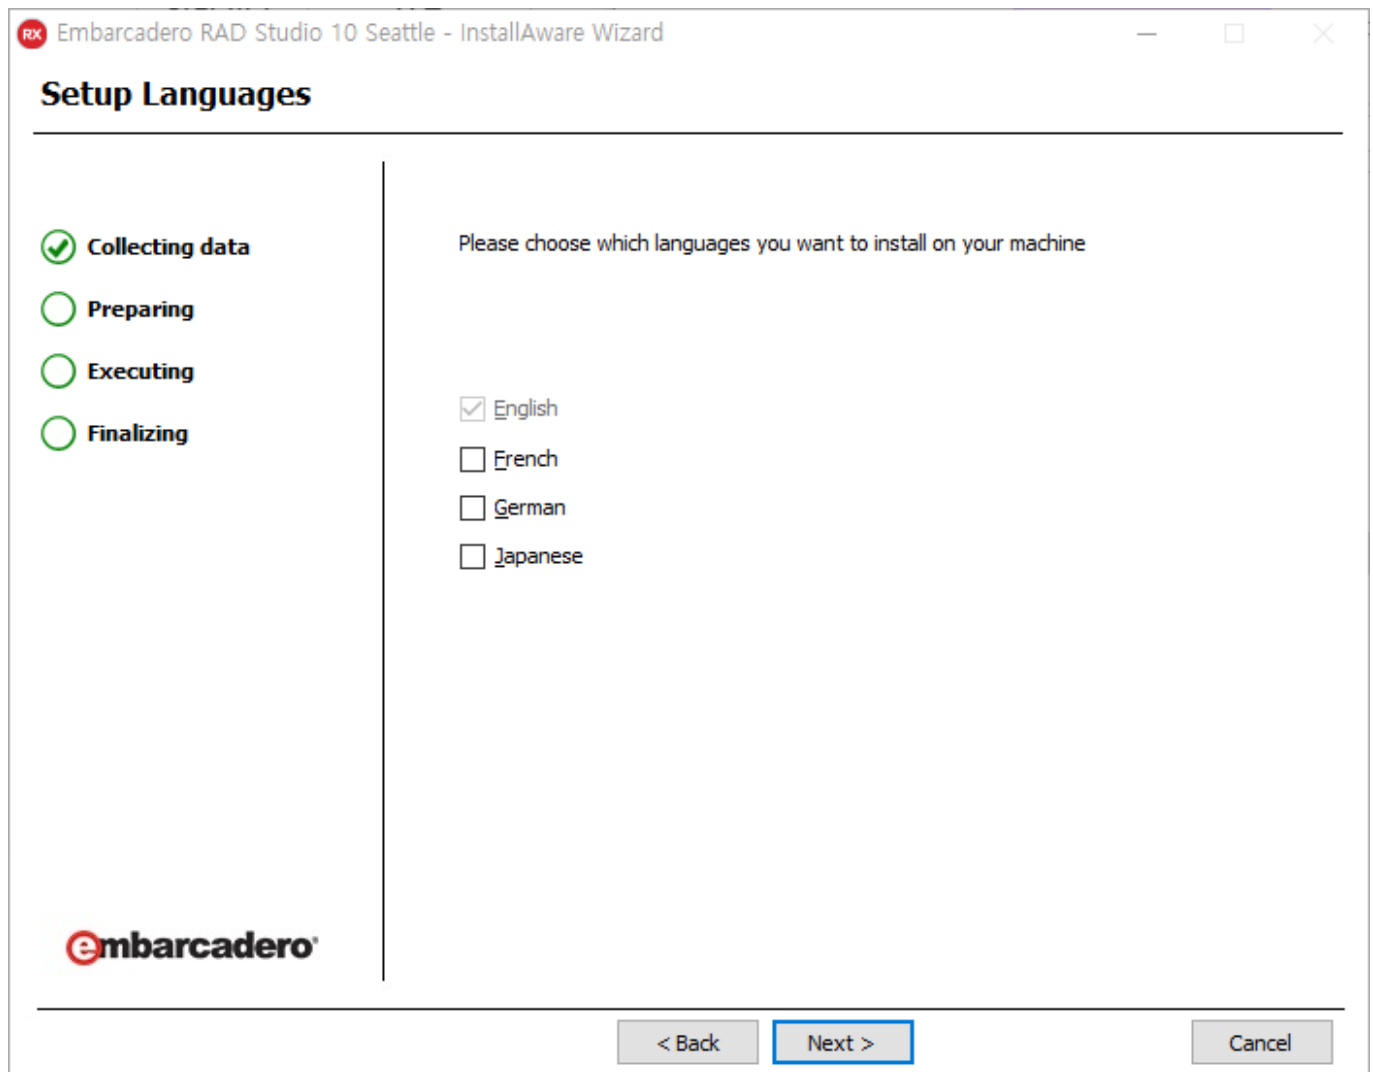 RX Embarcadero RAD Studio 10 Seattle - InstallAware Wizard
Setup Languages
Collecting data
Preparing
Executing
Finalizing
Please choose which languages you want to install on your machine
English
French
German
Japanese
embarcadero
< Back
Next >
Cancel